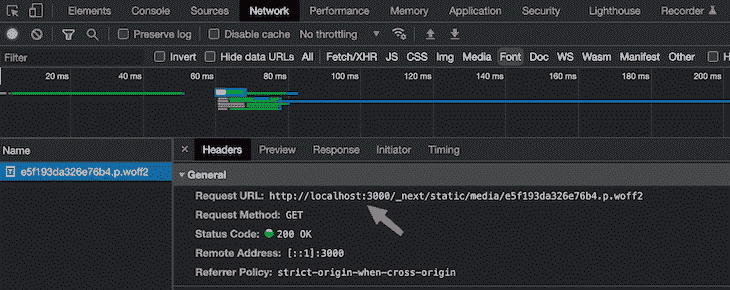 Elements Console Sources Network Performance Memory Application Security Lighthouse Recorder
Preserve log Disable cache No throttling
Filter Invert Hide data URLs All Fetch/XHR JS CSS Img Media Font Doc WS Wasm Manifest Other
20 ms 40 ms 60 ms 80 ms 100 ms 120 ms 140 ms 160 ms 180 ms 200 ms
Name × Headers Preview Response Initiator Timing
e5f193da326e76b4.p.woff2
General
Request URL: http://localhost:3000/_next/static/media/e5f193da326e76b4.p.woff2
Request Method: GET
Status Code: 200 OK
Remote Address: [::1]:3000
Referrer Policy: strict-origin-when-cross-origin